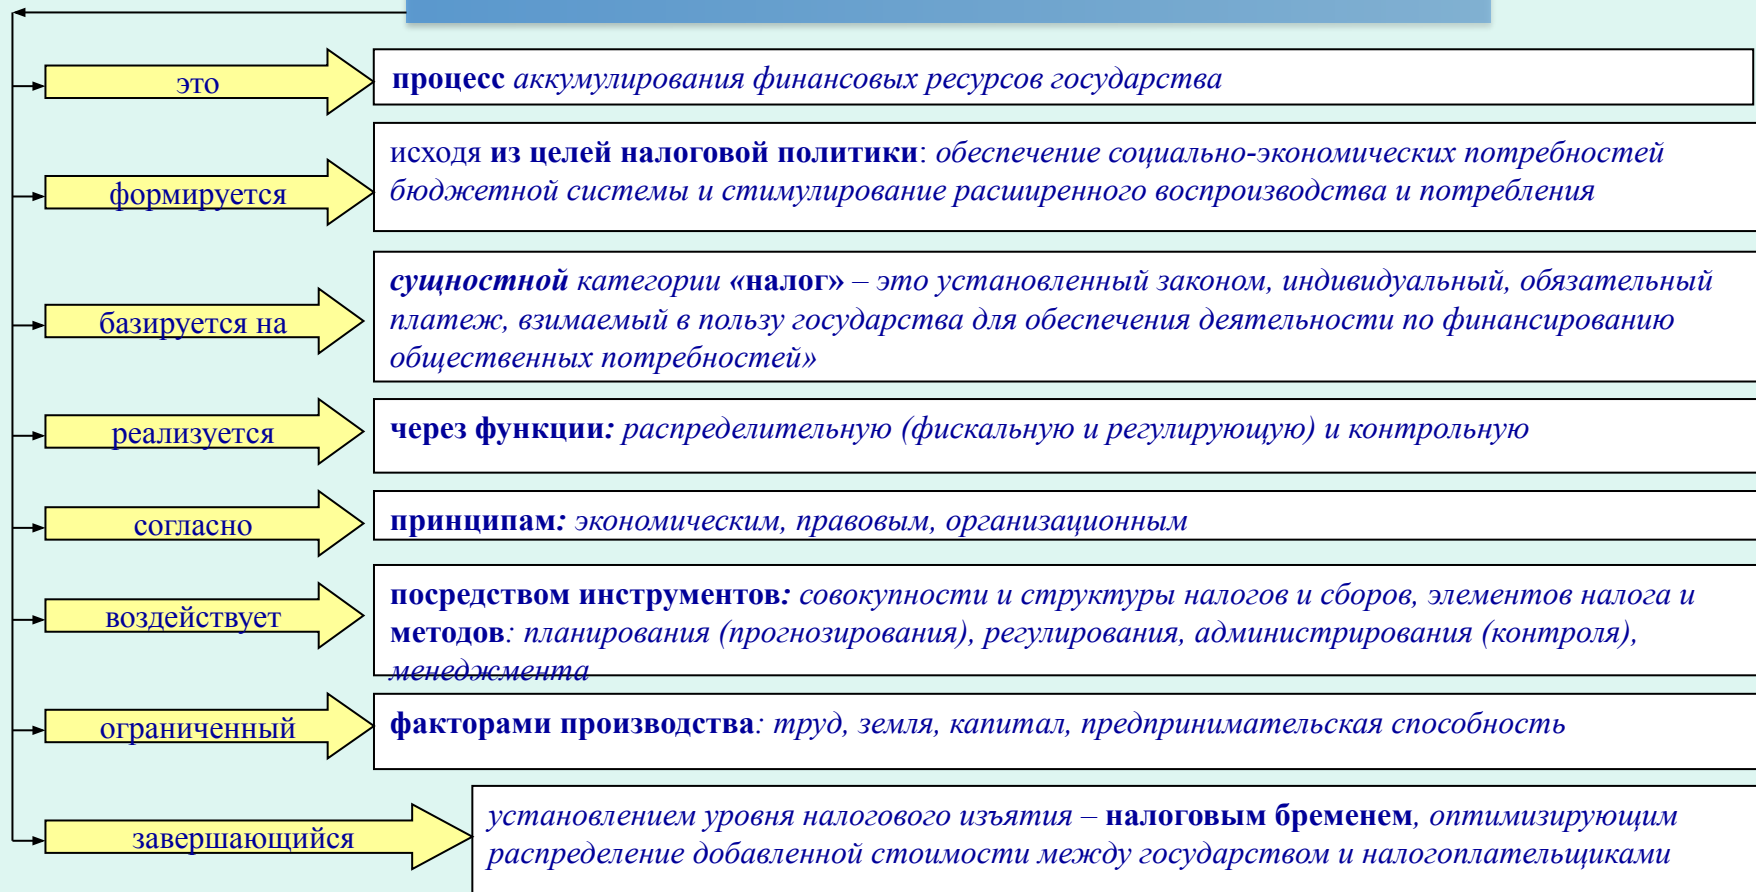 это
процесс аккумулирования финансовых ресурсов государства
формируется
исходя из целей налоговой политики: обеспечение социально-экономических потребностей
бюджетной системы и стимулирование расширенного воспроизводства и потребления
базируется на
сущностной категории «налог» – это установленный законом, индивидуальный, обязательный
платеж, взимаемый в пользу государства для обеспечения деятельности по финансированию
общественных потребностей»
реализуется
через функции: распределительную (фискальную и регулирующую) и контрольную
согласно
принципам: экономическим, правовым, организационным
воздействует
посредством инструментов: совокупности и структуры налогов и сборов, элементов налога и
методов: планирования (прогнозирования), регулирования, администрирования (контроля),
менеджмента
ограниченный
факторами производства: труд, земля, капитал, предпринимательская способность
завершающийся
установлением уровня налогового изъятия – налоговым бременем, оптимизирующим
распределение добавленной стоимости между государством и налогоплательщиками